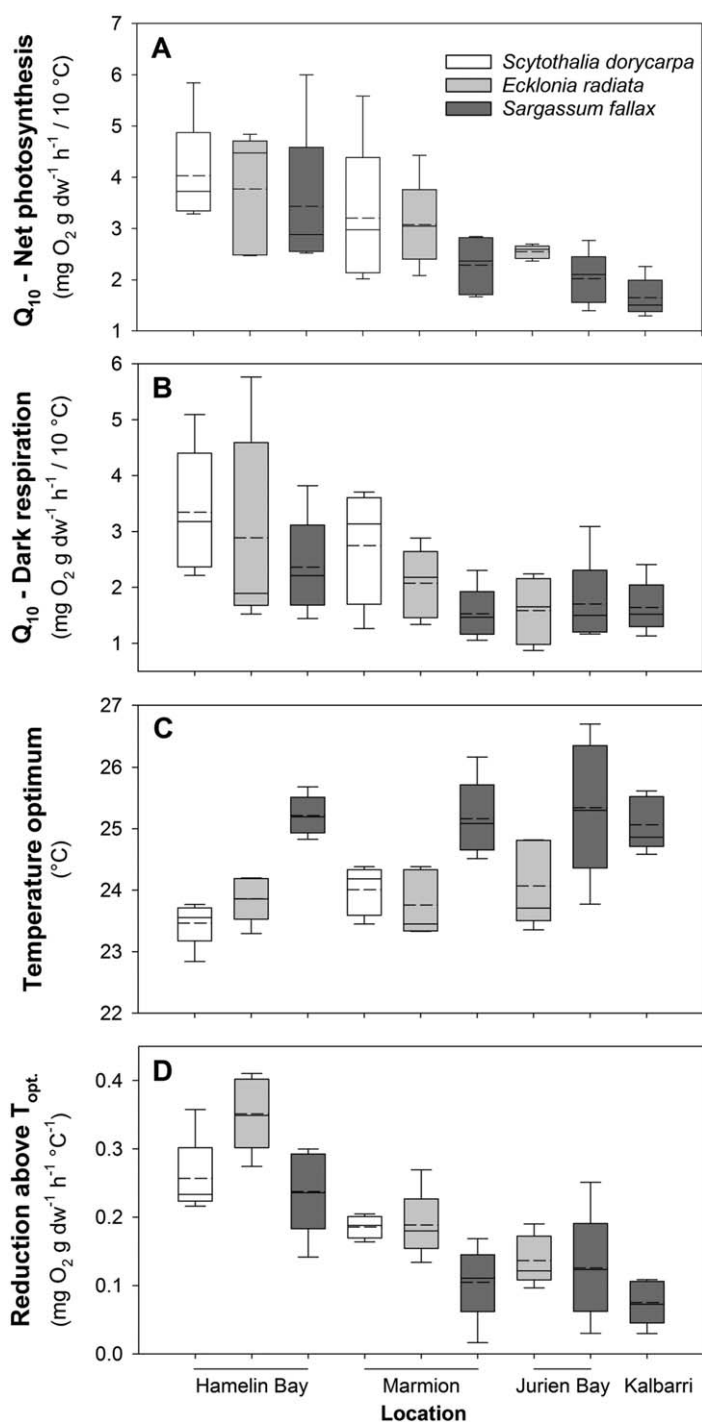 A
Scytothalia dorycarpa
Ecklonia radiata
Sargassum fallax
Q₁₀ - Net photosynthesis
(mg O₂ g dw⁻¹ h⁻¹ / 10 °C)
7
6
5
4
3
2
1
B
Q₁₀ - Dark respiration
(mg O₂ g dw⁻¹ h⁻¹ / 10 °C)
6
5
4
3
2
1
C
Temperature optimum
(°C)
27
26
25
24
23
22
D
Reduction above T_opt.
(mg O₂ g dw⁻¹ h⁻¹ °C⁻¹)
0.4
0.3
0.2
0.1
0.0
Hamelin Bay Marmion Jurien Bay Kalbarri
Location